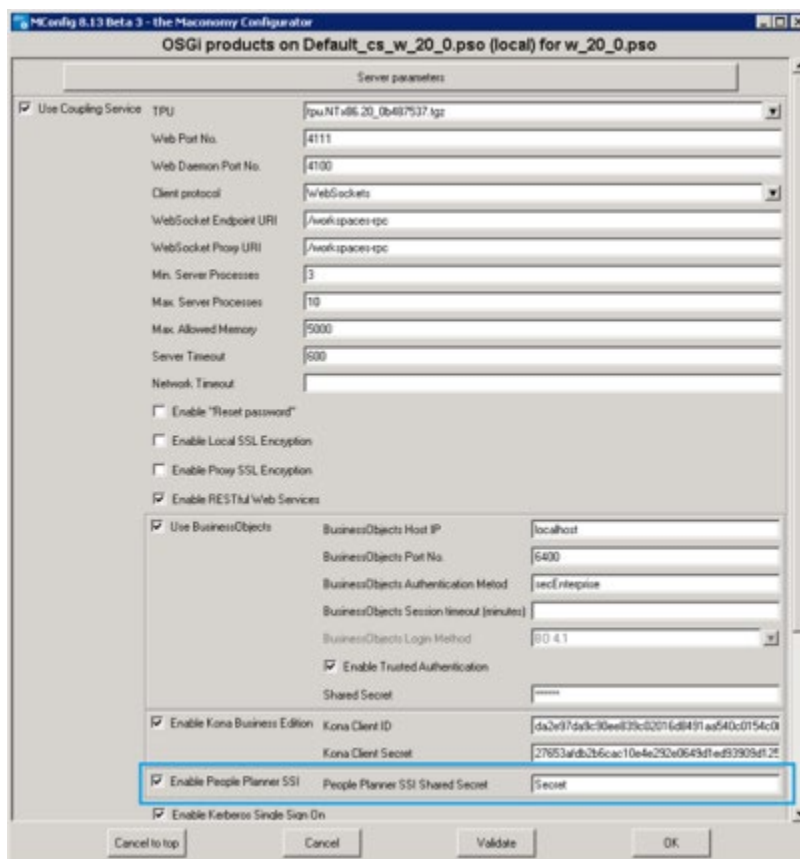 MConfig 8.13 Beta 3 - the Maconomy Configurator
OSGi products on Default_cs_w_20_0.pso (local) for w_20_0.pso
Server parameters
Use Coupling Service TPU tpu.NTx86.20_0b487537.tgz
Web Port No. 4111
Web Daemon Port No. 4100
Client protocol WebSockets
WebSocket Endpoint URI /workspaces-rpc
WebSocket Proxy URI /workspaces-rpc
Min. Server Processes 3
Max. Server Processes 10
Max. Allowed Memory 5000
Server Timeout 600
Network Timeout
Enable "Reset password"
Enable Local SSL Encryption
Enable Proxy SSL Encryption
Enable RESTful Web Services
Use BusinessObjects BusinessObjects Host IP localhost
BusinessObjects Port No. 6400
BusinessObjects Authentication Metod secEnterprise
BusinessObjects Session timeout (minutes)
BusinessObjects Login Method BO 4.1
Enable Trusted Authentication
Shared Secret ******
Enable Kona Business Edition Kona Client ID
Kona Client Secret
Enable People Planner SSI People Planner SSI Shared Secret Secret
Enable Kerberos Single Sign On
Cancel to top Cancel Validate OK